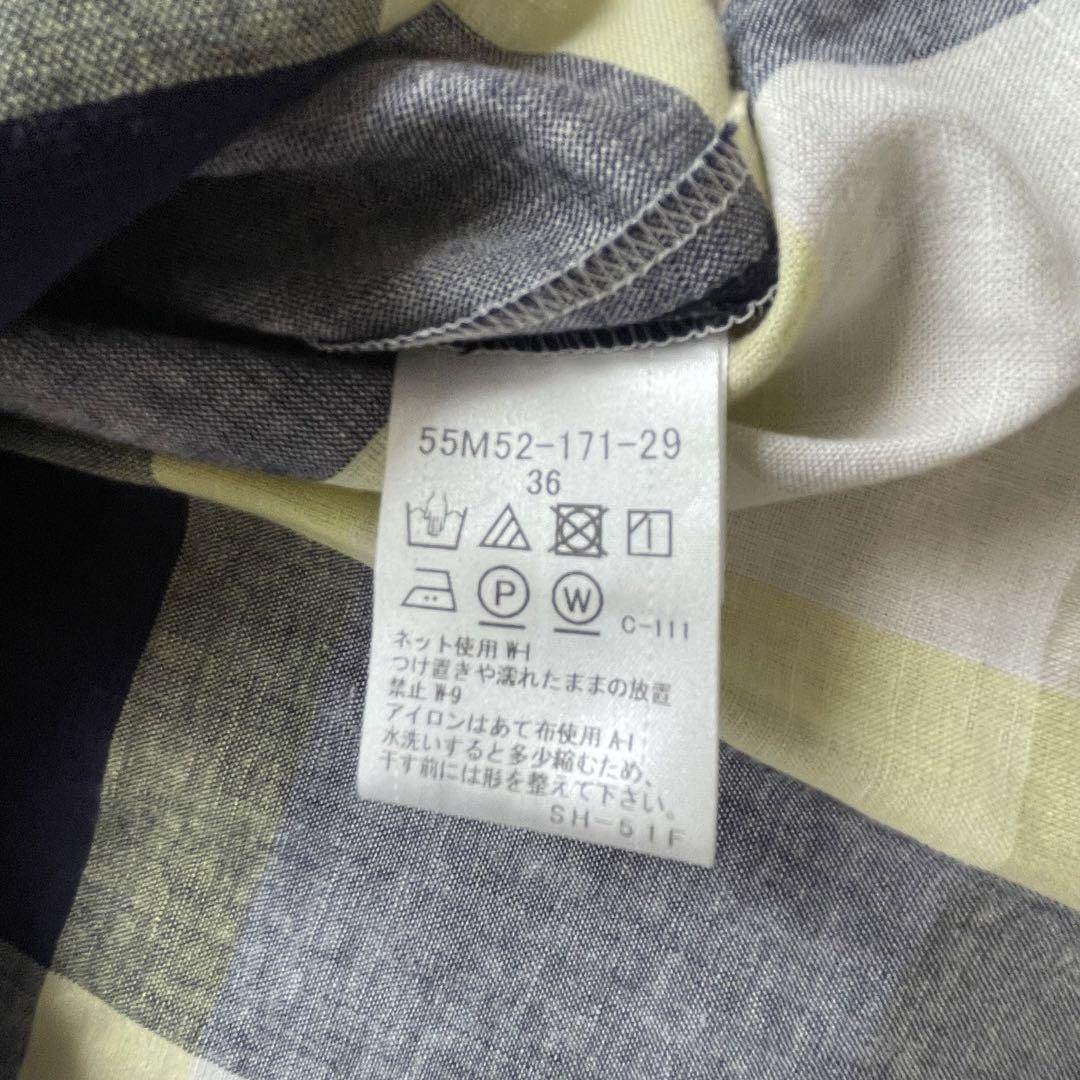 55M52-171-29
36
P W C-111
ネット使用 W-1
つけ置きや濡れたままの放置
禁止 W-9
アイロンはあて布使用 A-1
水洗いすると多少縮むため、
干す前には形を整えて下さい。
SH-51F